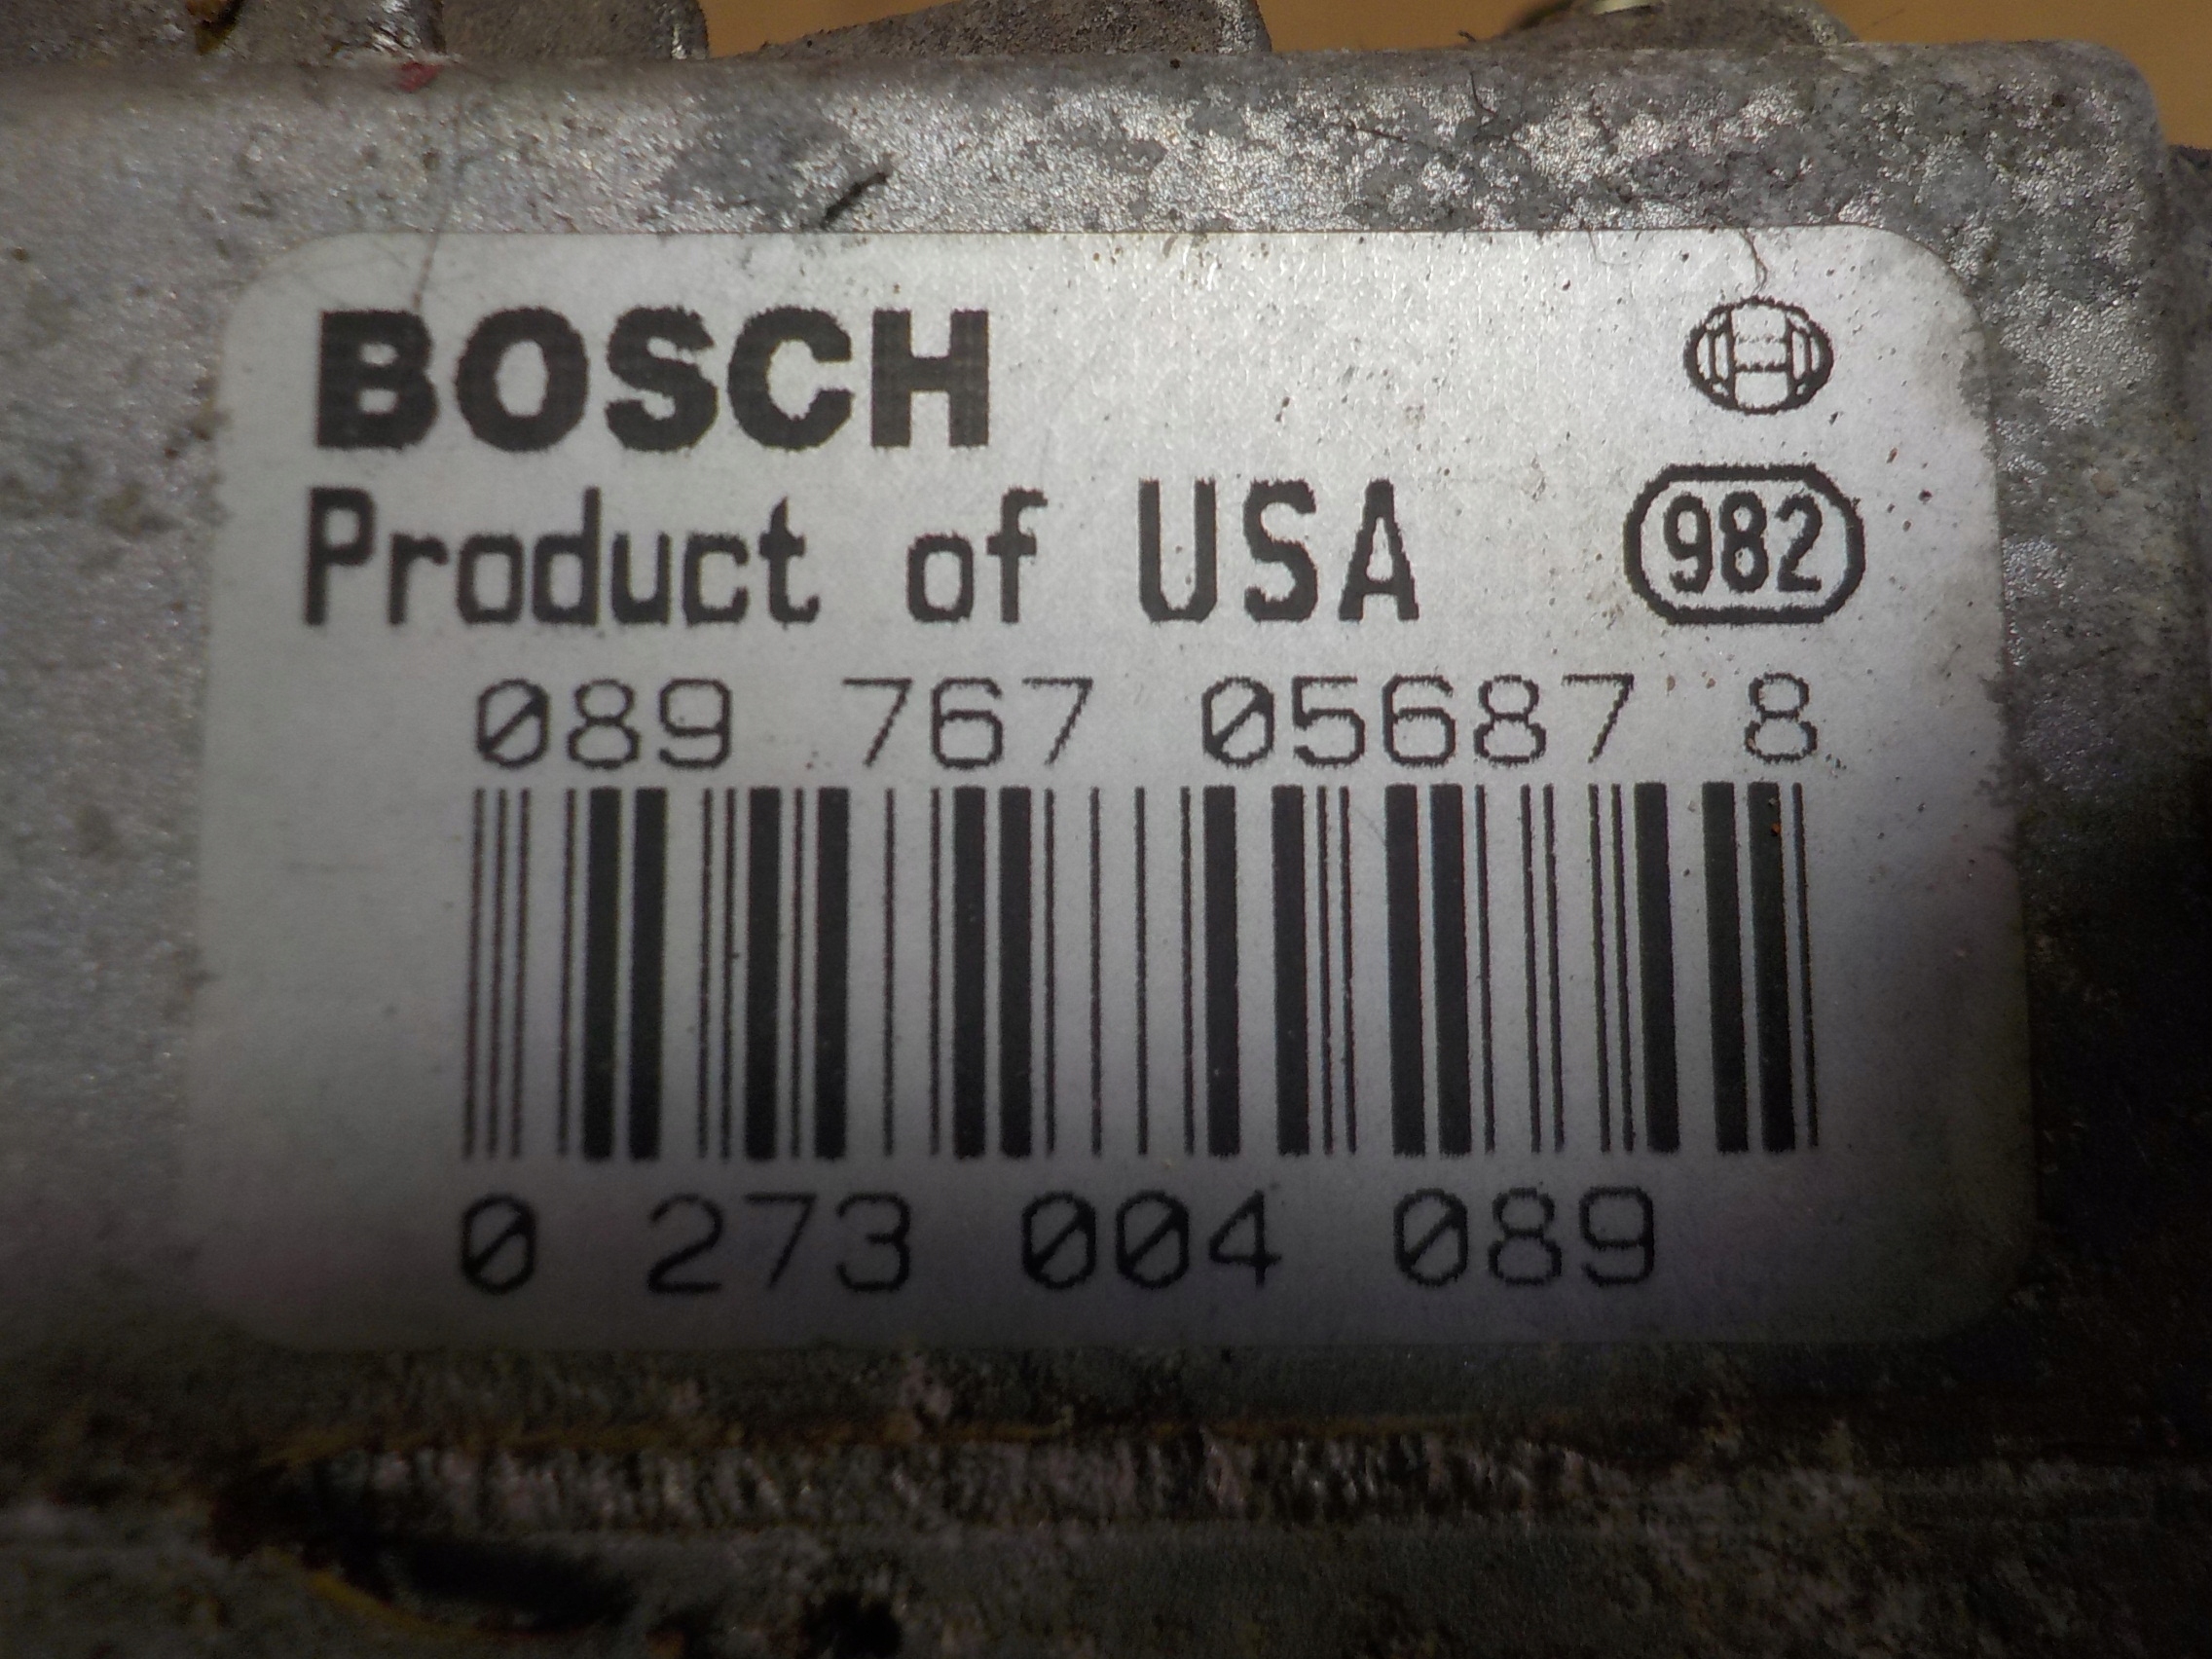 BOSCH
Product of USA 982
089 767 05687 8
0 273 004 089